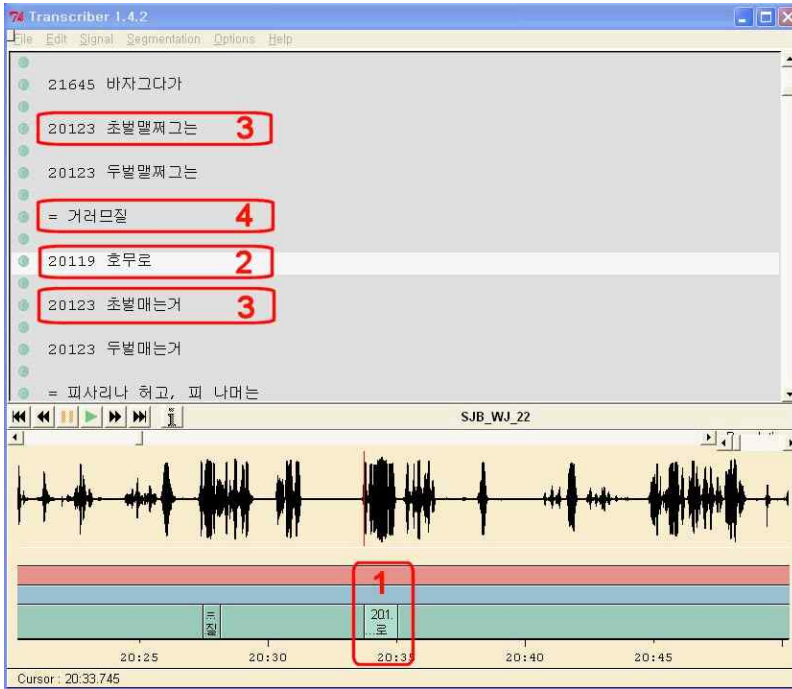 Transcriber 1.4.2
File Edit Signal Segmentation Options Help
21645 바자그다가
20123 초벌맬쩌그는 3
20123 두벌맬쩌그는
= 거러므질 4
20119 호무로 2
20123 초벌매는거 3
20123 두벌매는거
= 피사리나 허고, 피 나머는
SJB_WJ_22
1
201.
...로
20:25 20:30 20:35 20:40 20:45
Cursor : 20:33.745